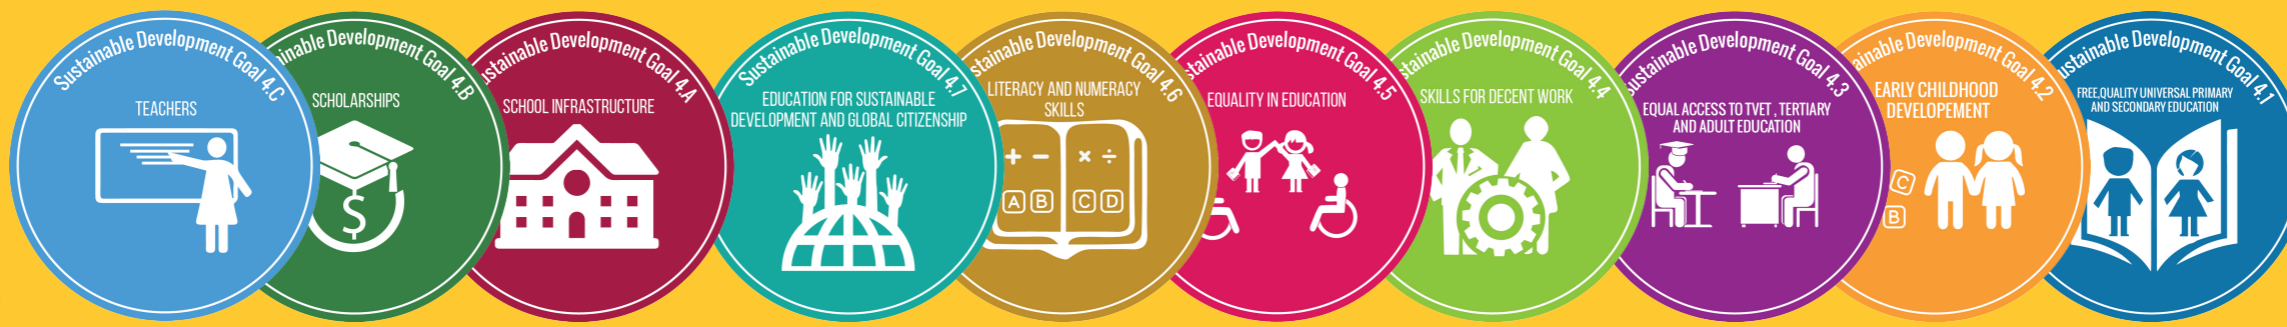 Sustainable Development Goal 4.C
TEACHERS
inable Development Goal 4.B
SCHOLARSHIPS
$
stainable Development Goal 4.A
SCHOOL INFRASTRUCTURE
Sustainable Development Goal 4.7
EDUCATION FOR SUSTAINABLE
DEVELOPMENT AND GLOBAL CITIZENSHIP
stainable Development Goal 4.6
LITERACY AND NUMERACY
SKILLS
+ − × ÷
A B C D
stainable Development Goal 4.5
EQUALITY IN EDUCATION
tainable Development Goal 4.4
SKILLS FOR DECENT WORK
ustainable Development Goal 4.3
EQUAL ACCESS TO TVET , TERTIARY
AND ADULT EDUCATION
ainable Development Goal 4.2
EARLY CHILDHOOD
DEVELOPEMENT
C
B
ustainable Development Goal 4.1
FREE,QUALITY UNIVERSAL PRIMARY
AND SECONDARY EDUCATION